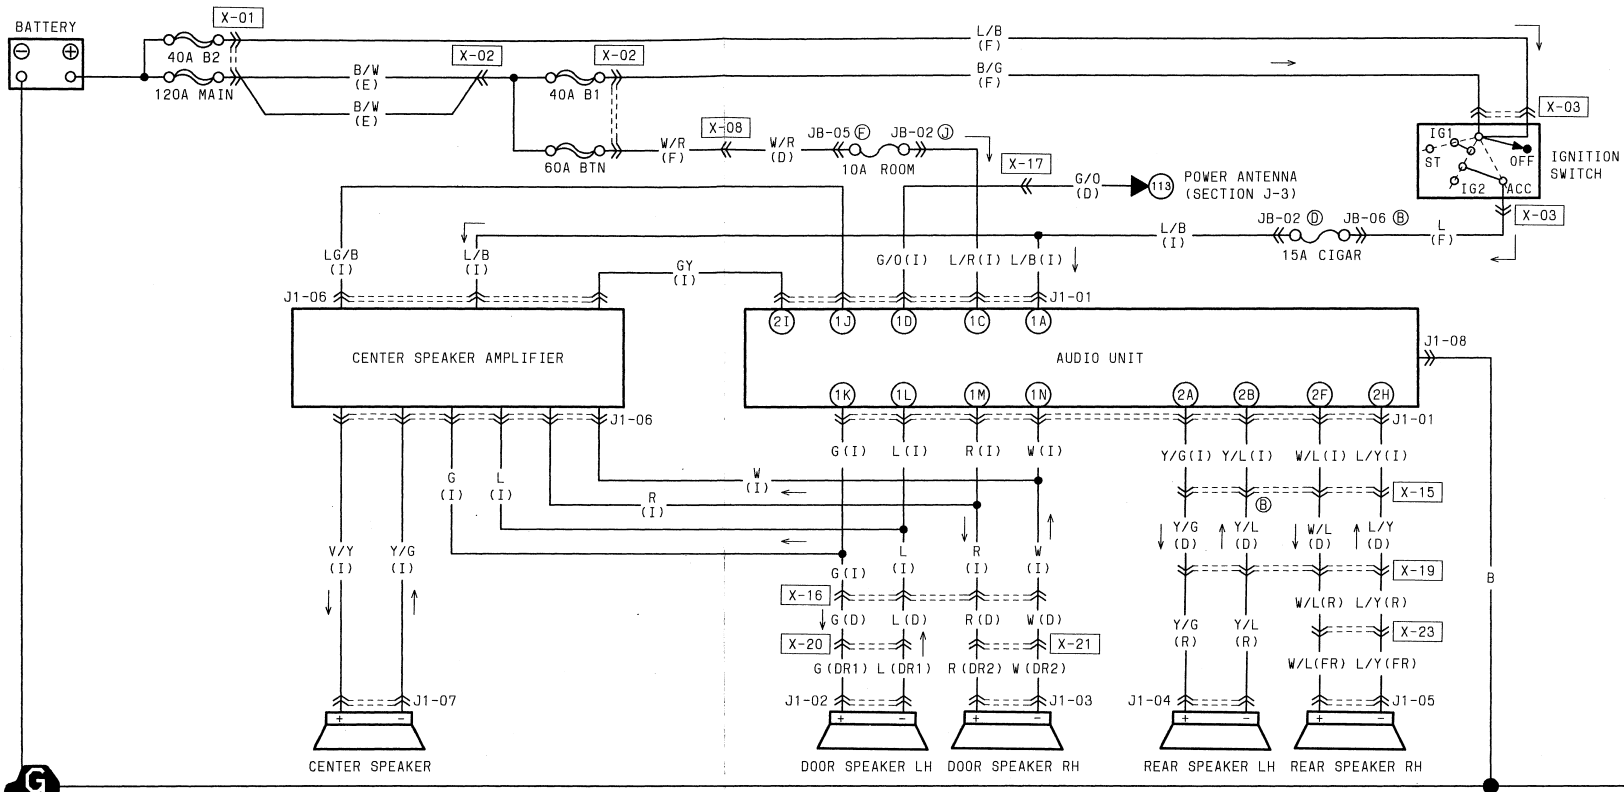 BATTERY
X-01
40A B2
120A MAIN
B/W
(E)
B/W
(E)
X-02
X-02
40A B1
60A BTN
L/B
(F)
B/G
(F)
W/R
(F)
X-08
W/R
(D)
JB-05 F
JB-02 J
10A ROOM
X-17
G/O
(D)
113
POWER ANTENNA
(SECTION J-3)
X-03
IG1
ST
OFF
IG2
ACC
IGNITION
SWITCH
X-03
L
(F)
JB-02 D
JB-06 B
15A CIGAR
L/B
(I)
LG/B
(I)
L/B
(I)
GY
(I)
G/O(I)
L/R(I)
L/B(I)
J1-06
J1-01
2I
1J
1D
1C
1A
CENTER SPEAKER AMPLIFIER
AUDIO UNIT
J1-08
1K
1L
1M
1N
2A
2B
2F
2H
J1-06
J1-01
G(I)
L(I)
R(I)
W(I)
Y/G(I)
Y/L(I)
W/L(I)
L/Y(I)
G
(I)
L
(I)
R
(I)
W
(I)
X-15
B
V/Y
(I)
Y/G
(I)
G(I)
L
(I)
R
(I)
W
(I)
Y/G
(D)
Y/L
(D)
W/L
(D)
L/Y
(D)
X-19
B
X-16
G(D)
L(D)
R(D)
W(D)
W/L(R)
L/Y(R)
Y/G
(R)
Y/L
(R)
X-20
X-21
X-23
G(DR1)
L(DR1)
R(DR2)
W(DR2)
W/L(FR)
L/Y(FR)
J1-07
J1-02
J1-03
J1-04
J1-05
+ -
+ -
+ -
+ -
+ -
CENTER SPEAKER
DOOR SPEAKER LH
DOOR SPEAKER RH
REAR SPEAKER LH
REAR SPEAKER RH
G